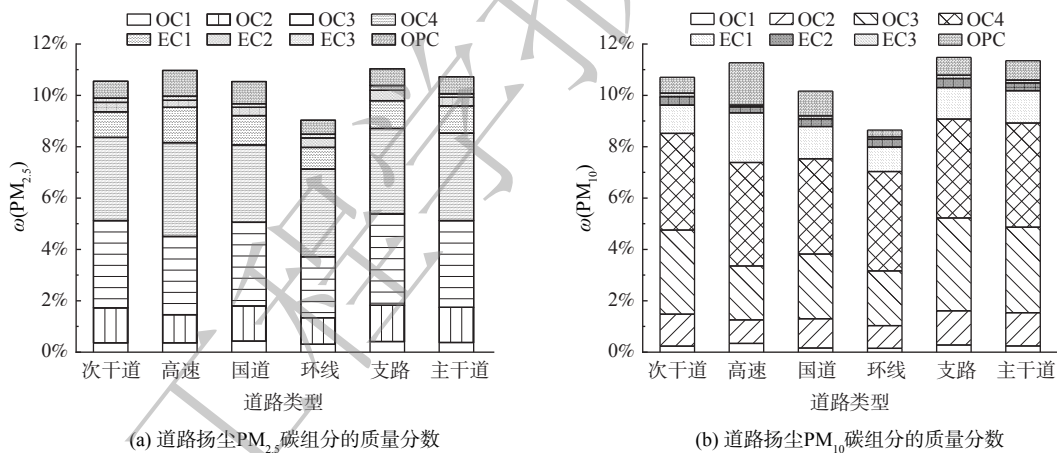 OC1 OC2 OC3 OC4
EC1 EC2 EC3 OPC
12%
10%
8%
6%
4%
2%
0%
ω(PM2.5)
次干道 高速 国道 环线 支路 主干道
道路类型
(a) 道路扬尘PM2.5碳组分的质量分数
OC1 OC2 OC3 OC4
EC1 EC2 EC3 OPC
12%
10%
8%
6%
4%
2%
0%
ω(PM10)
次干道 高速 国道 环线 支路 主干道
道路类型
(b) 道路扬尘PM10碳组分的质量分数
工程学报